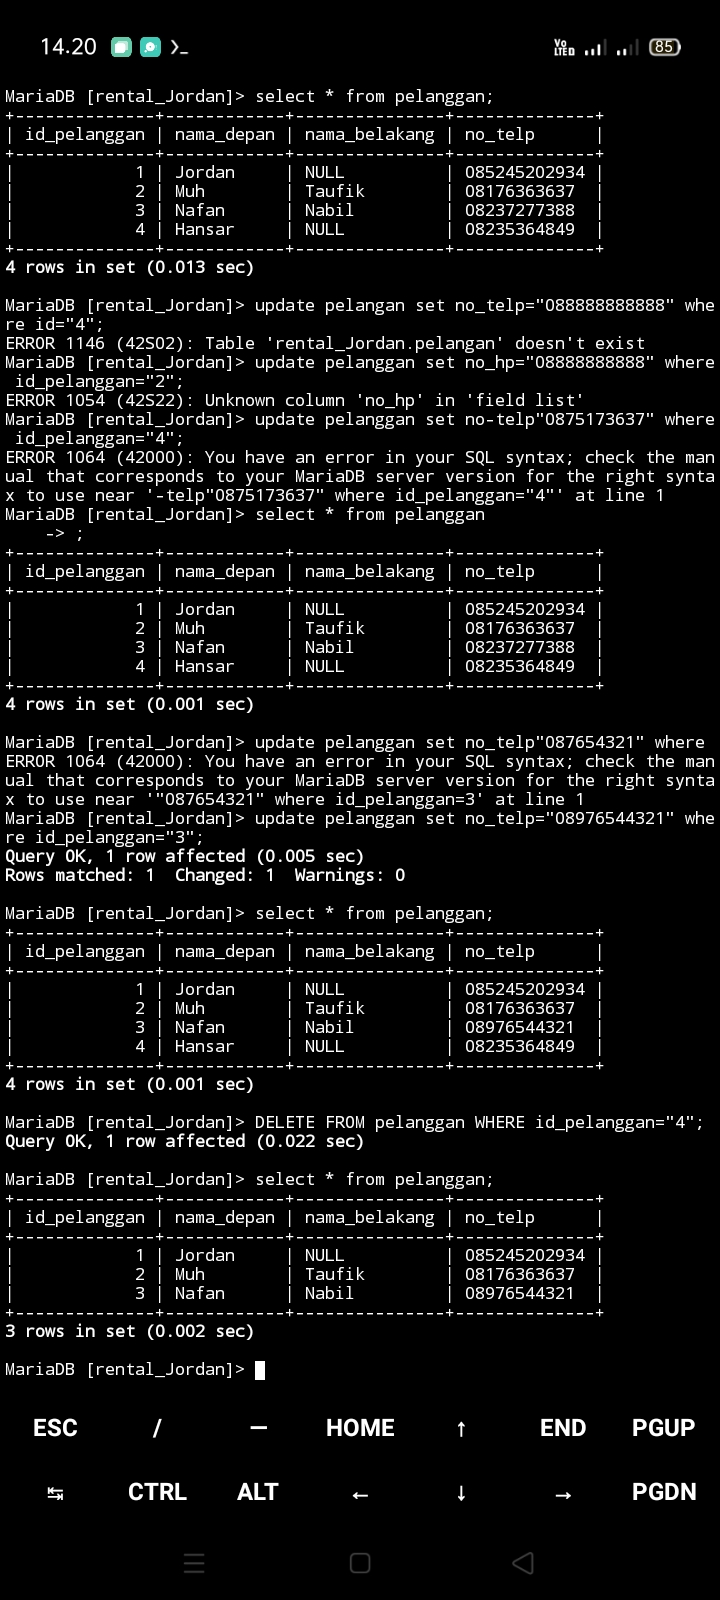 14.20
Vo
LTED
85
MariaDB [rental_Jordan]> select * from pelanggan;
+--------------+------------+----------------+--------------+
| id_pelanggan | nama_depan | nama_belakang | no_telp |
+--------------+------------+----------------+--------------+
| 1 | Jordan | NULL | 085245202934 |
| 2 | Muh | Taufik | 08176363637 |
| 3 | Nafan | Nabil | 08237277388 |
| 4 | Hansar | NULL | 08235364849 |
+--------------+------------+----------------+--------------+
4 rows in set (0.013 sec)
MariaDB [rental_Jordan]> update pelangan set no_telp="088888888888" whe
re id="4";
ERROR 1146 (42S02): Table 'rental_Jordan.pelangan' doesn't exist
MariaDB [rental_Jordan]> update pelanggan set no_hp="08888888888" where
id_pelanggan="2";
ERROR 1054 (42S22): Unknown column 'no_hp' in 'field list'
MariaDB [rental_Jordan]> update pelanggan set no-telp"0875173637" where
id_pelanggan="4";
ERROR 1064 (42000): You have an error in your SQL syntax; check the man
ual that corresponds to your MariaDB server version for the right synta
x to use near '-telp"0875173637" where id_pelanggan="4"' at line 1
MariaDB [rental_Jordan]> select * from pelanggan
-> ;
+--------------+------------+----------------+--------------+
| id_pelanggan | nama_depan | nama_belakang | no_telp |
+--------------+------------+----------------+--------------+
| 1 | Jordan | NULL | 085245202934 |
| 2 | Muh | Taufik | 08176363637 |
| 3 | Nafan | Nabil | 08237277388 |
| 4 | Hansar | NULL | 08235364849 |
+--------------+------------+----------------+--------------+
4 rows in set (0.001 sec)
MariaDB [rental_Jordan]> update pelanggan set no_telp"087654321" where
ERROR 1064 (42000): You have an error in your SQL syntax; check the man
ual that corresponds to your MariaDB server version for the right synta
x to use near '"087654321" where id_pelanggan=3' at line 1
MariaDB [rental_Jordan]> update pelanggan set no_telp="08976544321" whe
re id_pelanggan="3";
Query OK, 1 row affected (0.005 sec)
Rows matched: 1 Changed: 1 Warnings: 0
MariaDB [rental_Jordan]> select * from pelanggan;
+--------------+------------+----------------+--------------+
| id_pelanggan | nama_depan | nama_belakang | no_telp |
+--------------+------------+----------------+--------------+
| 1 | Jordan | NULL | 085245202934 |
| 2 | Muh | Taufik | 08176363637 |
| 3 | Nafan | Nabil | 08976544321 |
| 4 | Hansar | NULL | 08235364849 |
+--------------+------------+----------------+--------------+
4 rows in set (0.001 sec)
MariaDB [rental_Jordan]> DELETE FROM pelanggan WHERE id_pelanggan="4";
Query OK, 1 row affected (0.022 sec)
MariaDB [rental_Jordan]> select * from pelanggan;
+--------------+------------+----------------+--------------+
| id_pelanggan | nama_depan | nama_belakang | no_telp |
+--------------+------------+----------------+--------------+
| 1 | Jordan | NULL | 085245202934 |
| 2 | Muh | Taufik | 08176363637 |
| 3 | Nafan | Nabil | 08976544321 |
+--------------+------------+----------------+--------------+
3 rows in set (0.002 sec)
MariaDB [rental_Jordan]>
ESC / — HOME ↑ END PGUP
↹ CTRL ALT ← ↓ → PGDN